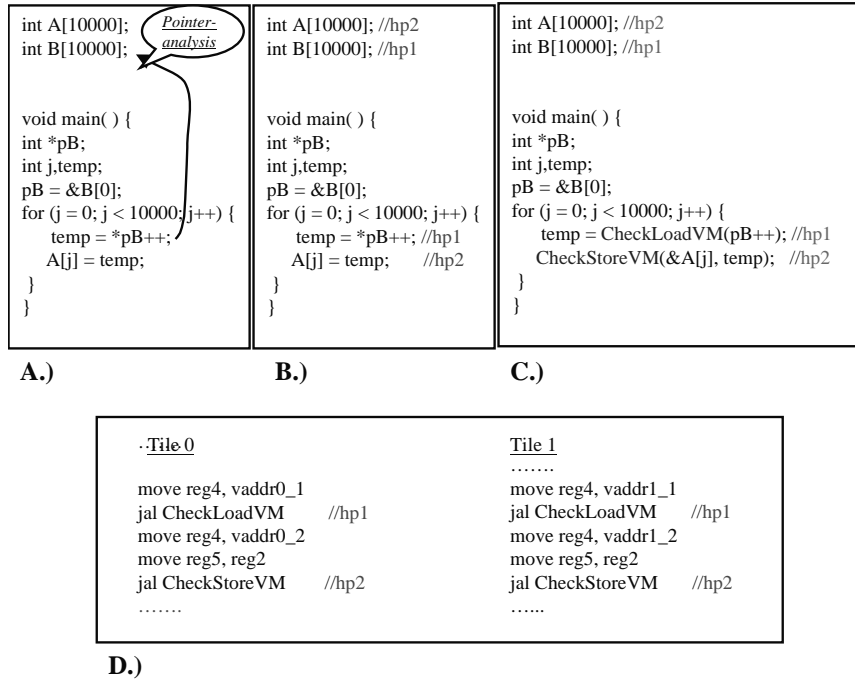 int A[10000];
int B[10000];
Pointer-
analysis
void main( ) {
int *pB;
int j,temp;
pB = &B[0];
for (j = 0; j < 10000; j++) {
temp = *pB++;
A[j] = temp;
}
}
A.)
int A[10000]; //hp2
int B[10000]; //hp1
void main( ) {
int *pB;
int j,temp;
pB = &B[0];
for (j = 0; j < 10000; j++) {
temp = *pB++; //hp1
A[j] = temp; //hp2
}
}
B.)
int A[10000]; //hp2
int B[10000]; //hp1
void main( ) {
int *pB;
int j,temp;
pB = &B[0];
for (j = 0; j < 10000; j++) {
temp = CheckLoadVM(pB++); //hp1
CheckStoreVM(&A[j], temp); //hp2
}
}
C.)
Tile 0
…….
move reg4, vaddr0_1
jal CheckLoadVM //hp1
move reg4, vaddr0_2
move reg5, reg2
jal CheckStoreVM //hp2
…….
Tile 1
…….
move reg4, vaddr1_1
jal CheckLoadVM //hp1
move reg4, vaddr1_2
move reg5, reg2
jal CheckStoreVM //hp2
…...
D.)